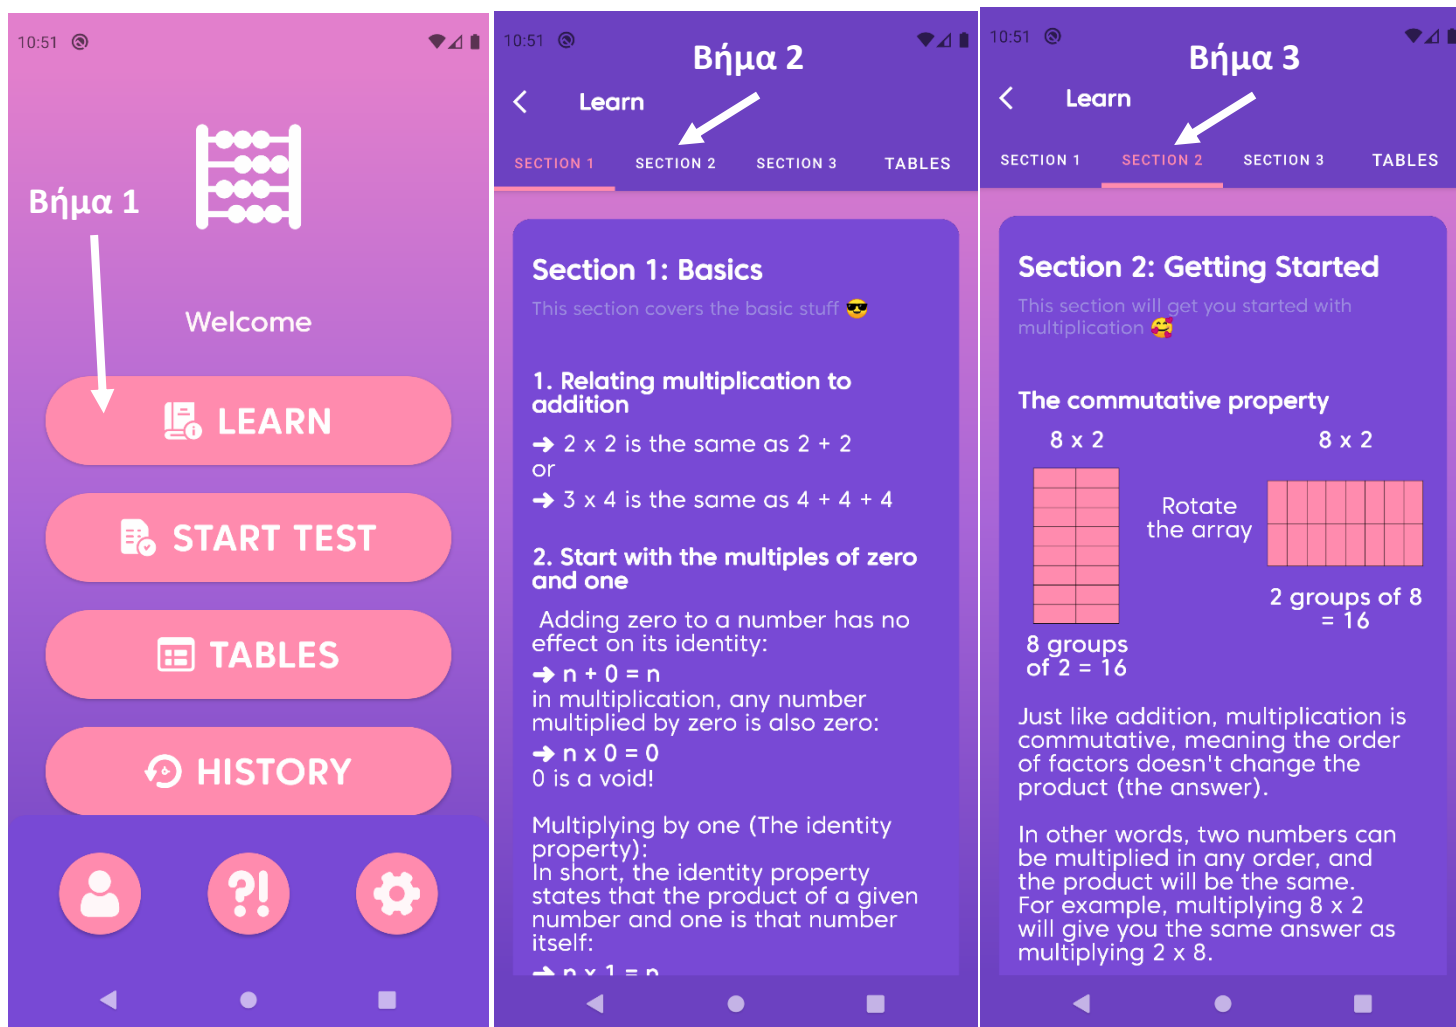 10:51
Βήμα 1
Welcome
LEARN
START TEST
TABLES
HISTORY
?!
10:51
Βήμα 2
Learn
SECTION 1 SECTION 2 SECTION 3 TABLES
Section 1: Basics
This section covers the basic stuff 😎
1. Relating multiplication to
addition
➔ 2 x 2 is the same as 2 + 2
or
➔ 3 x 4 is the same as 4 + 4 + 4
2. Start with the multiples of zero
and one
Adding zero to a number has no
effect on its identity:
➔ n + 0 = n
in multiplication, any number
multiplied by zero is also zero:
➔ n x 0 = 0
0 is a void!
Multiplying by one (The identity
property):
In short, the identity property
states that the product of a given
number and one is that number
itself:
➔ n x 1 = n
10:51
Βήμα 3
Learn
SECTION 1 SECTION 2 SECTION 3 TABLES
Section 2: Getting Started
This section will get you started with
multiplication 🥰
The commutative property
8 x 2
8 groups
of 2 = 16
Rotate
the array
8 x 2
2 groups of 8
= 16
Just like addition, multiplication is
commutative, meaning the order
of factors doesn't change the
product (the answer).
In other words, two numbers can
be multiplied in any order, and
the product will be the same.
For example, multiplying 8 x 2
will give you the same answer as
multiplying 2 x 8.